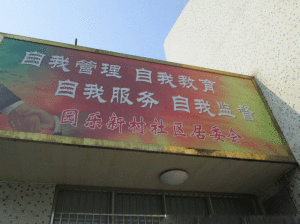 自我管理 自我教育
自我服务 自我监督
园乐新村社区居委会